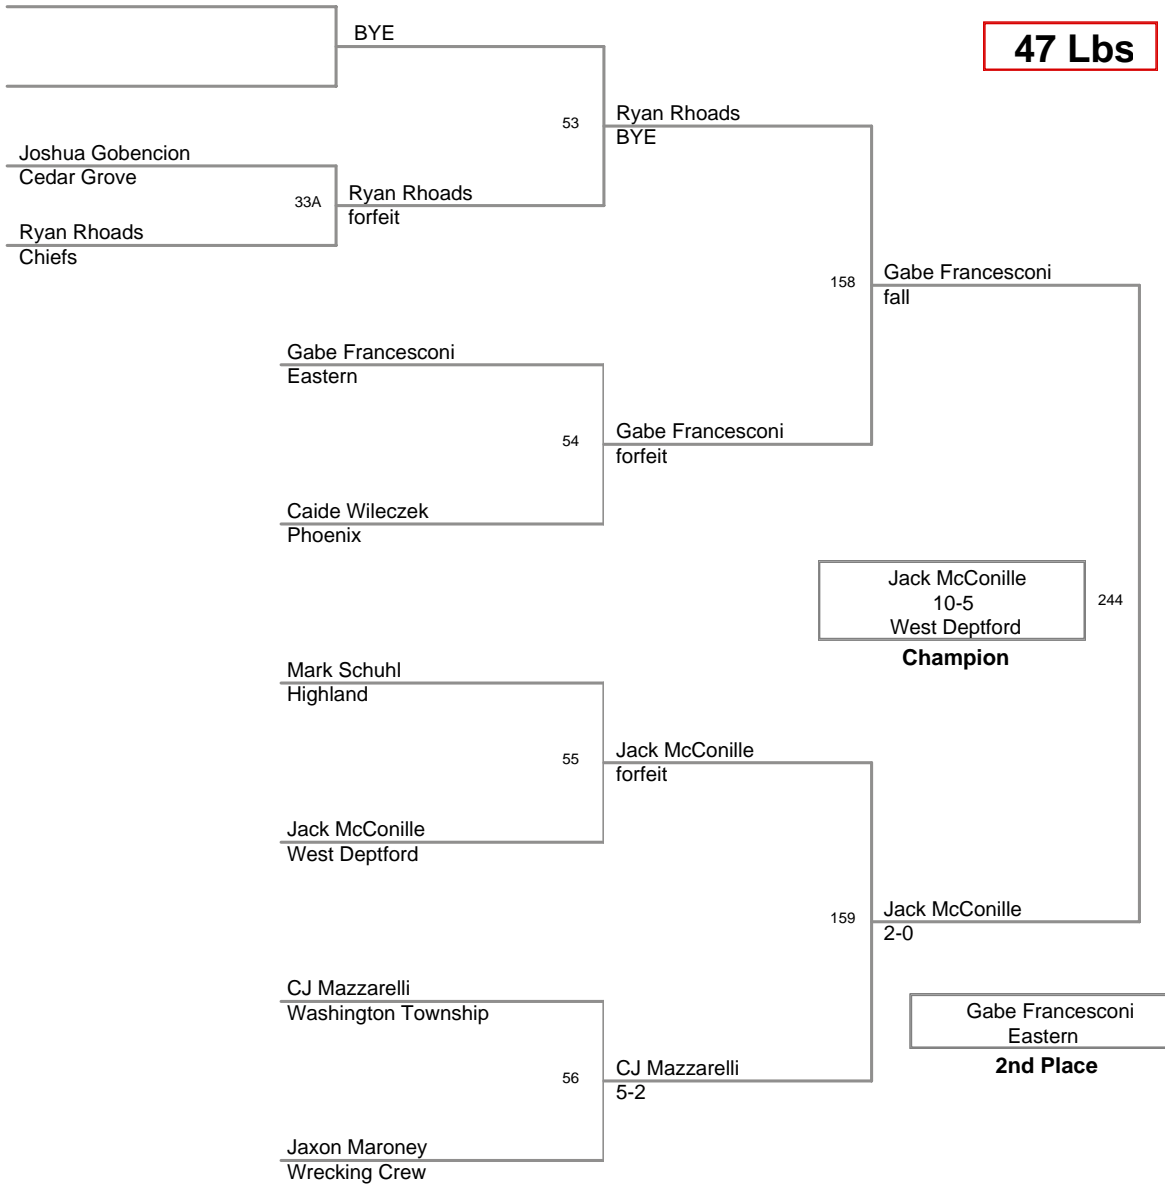 BYE
47 Lbs
53
Ryan Rhoads
BYE
Joshua Gobencion
Cedar Grove
33A
Ryan Rhoads
forfeit
Ryan Rhoads
Chiefs
158
Gabe Francesconi
fall
Gabe Francesconi
Eastern
54
Gabe Francesconi
forfeit
Caide Wileczek
Phoenix
Jack McConille
10-5
West Deptford
Champion
244
Mark Schuhl
Highland
55
Jack McConille
forfeit
Jack McConille
West Deptford
159
Jack McConille
2-0
CJ Mazzarelli
Washington Township
Gabe Francesconi
Eastern
2nd Place
56
CJ Mazzarelli
5-2
Jaxon Maroney
Wrecking Crew